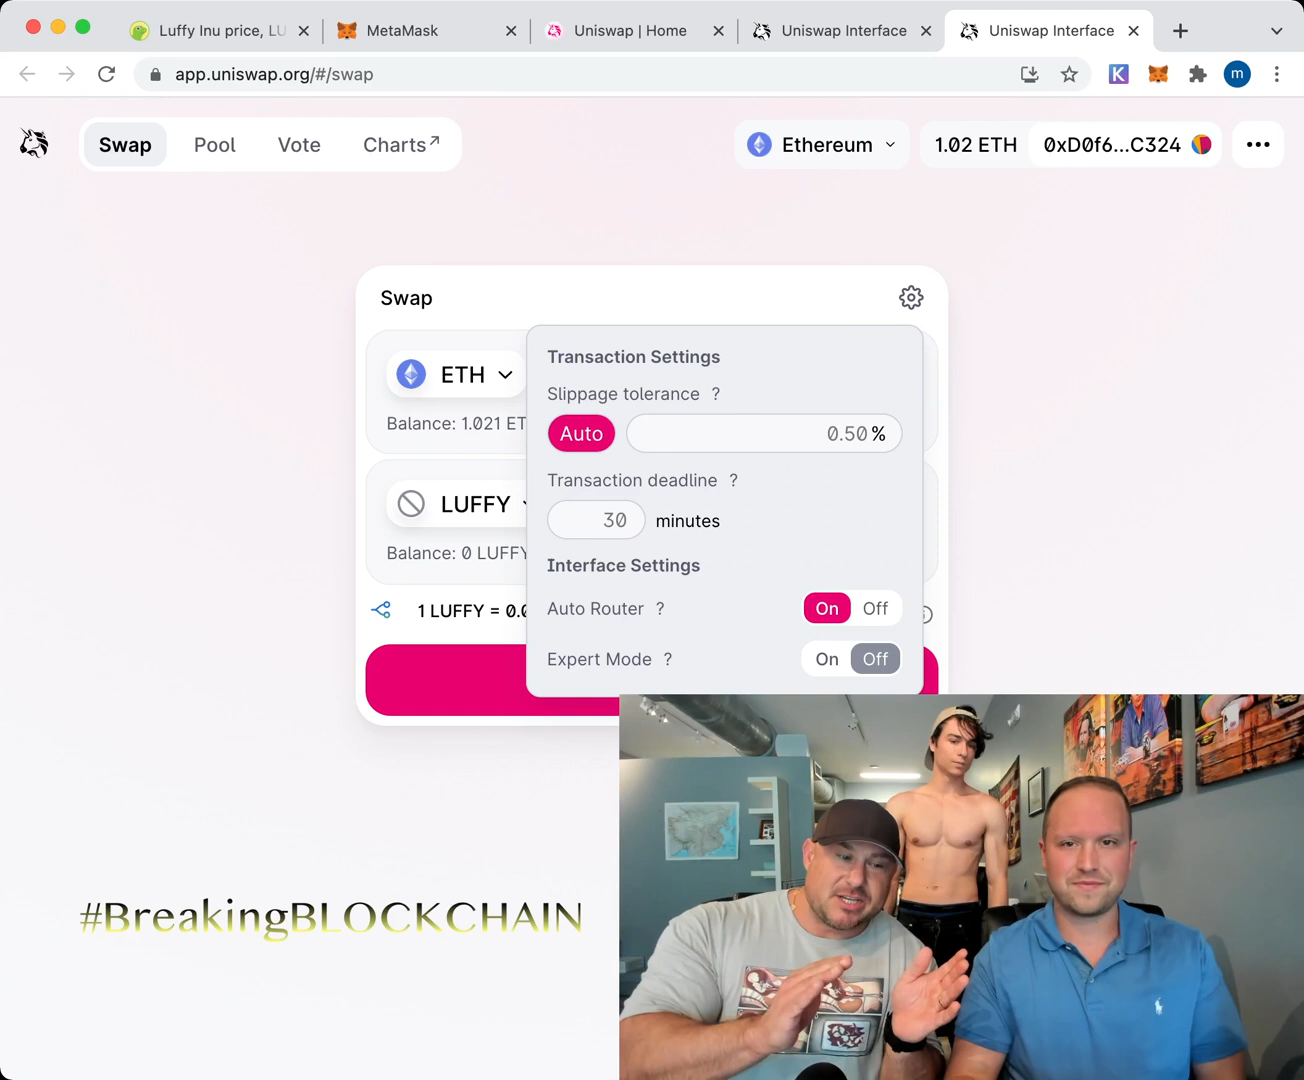 Luffy Inu price, LU
MetaMask
Uniswap | Home
Uniswap Interface
Uniswap Interface
app.uniswap.org/#/swap
K
m
Swap
Pool
Vote
Charts↗
Ethereum
1.02 ETH
0xD0f6...C324
Swap
ETH
Balance: 1.021 ET
LUFFY
Balance: 0 LUFFY
1 LUFFY = 0.0
Transaction Settings
Slippage tolerance ?
Auto
0.50 %
Transaction deadline ?
30 minutes
Interface Settings
Auto Router ?
On Off
Expert Mode ?
On Off
#BreakingBLOCKCHAIN